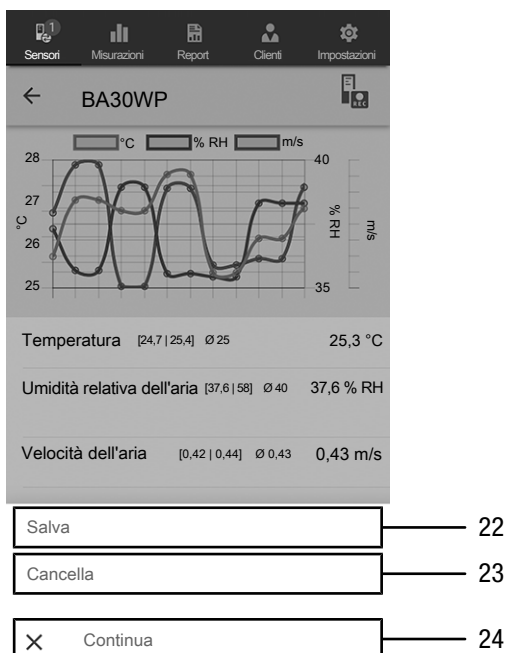 1
Sensori Misurazioni Report Clienti Impostazioni
BA30WP
REC
°C % RH m/s
28 40
27
°C % RH m/s
26
25 35
Temperatura [24,7 | 25,4] Ø 25 25,3 °C
Umidità relativa dell'aria [37,6 | 58] Ø 40 37,6 % RH
Velocità dell'aria [0,42 | 0,44] Ø 0,43 0,43 m/s
Salva 22
Cancella 23
Continua 24